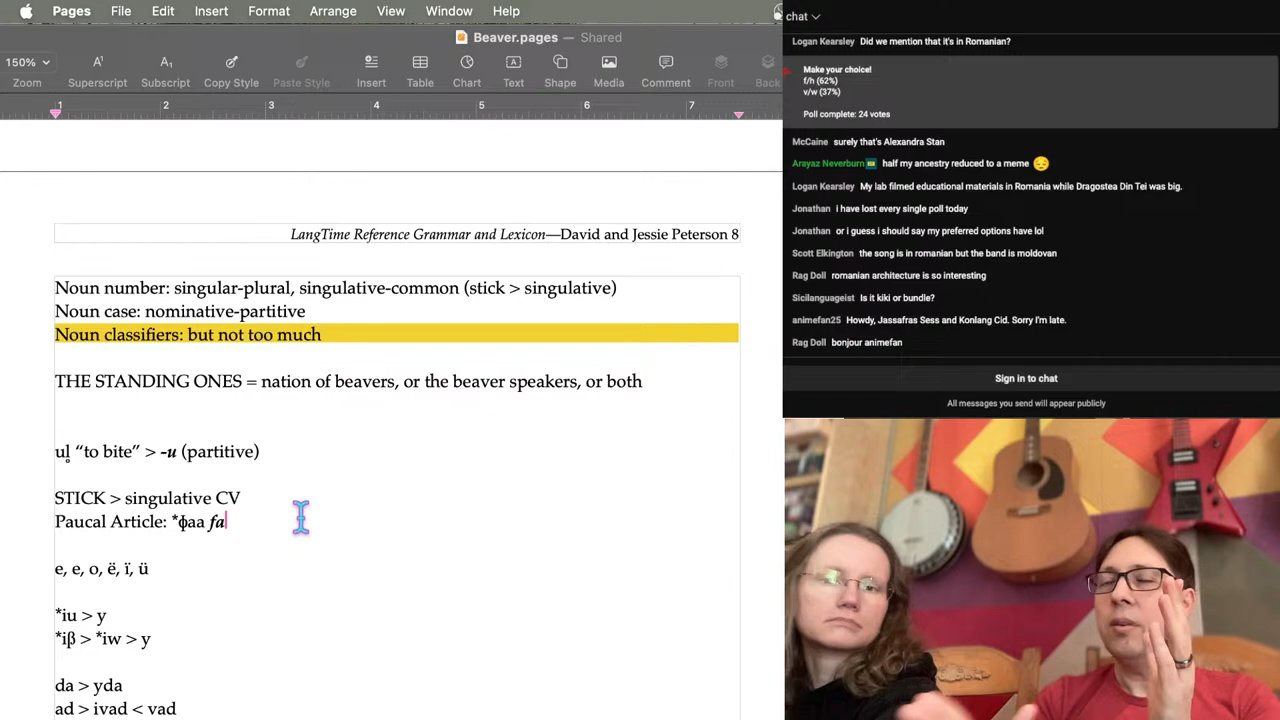 Pages File Edit Insert Format Arrange View Window Help
Beaver.pages — Shared
150%
Zoom Superscript Subscript Copy Style Paste Style Insert Table Chart Text Shape Media Comment Front Back
1 2 3 4 5 6 7
LangTime Reference Grammar and Lexicon—David and Jessie Peterson 8
Noun number: singular-plural, singulative-common (stick > singulative)
Noun case: nominative-partitive
Noun classifiers: but not too much
THE STANDING ONES = nation of beavers, or the beaver speakers, or both
ul̥ “to bite” > -u (partitive)
STICK > singulative CV
Paucal Article: *ɸaa fa
e, e, o, ë, ï, ü
*iu > y
*iβ > *iw > y
da > yda
ad > ivad < vad
chat
Logan Kearsley Did we mention that it's in Romanian?
Make your choice!
f/h (62%)
v/w (37%)
Poll complete: 24 votes
McCaine surely that's Alexandra Stan
Arayaz Neverburn half my ancestry reduced to a meme 😔
Logan Kearsley My lab filmed educational materials in Romania while Dragostea Din Tei was big.
Jonathan i have lost every single poll today
Jonathan or i guess i should say my preferred options have lol
Scott Elkington the song is in romanian but the band is moldovan
Rag Doll romanian architecture is so interesting
Sicilanguageist Is it kiki or bundle?
animefan25 Howdy, Jassafras Sess and Konlang Cid. Sorry I'm late.
Rag Doll bonjour animefan
Sign in to chat
All messages you send will appear publicly